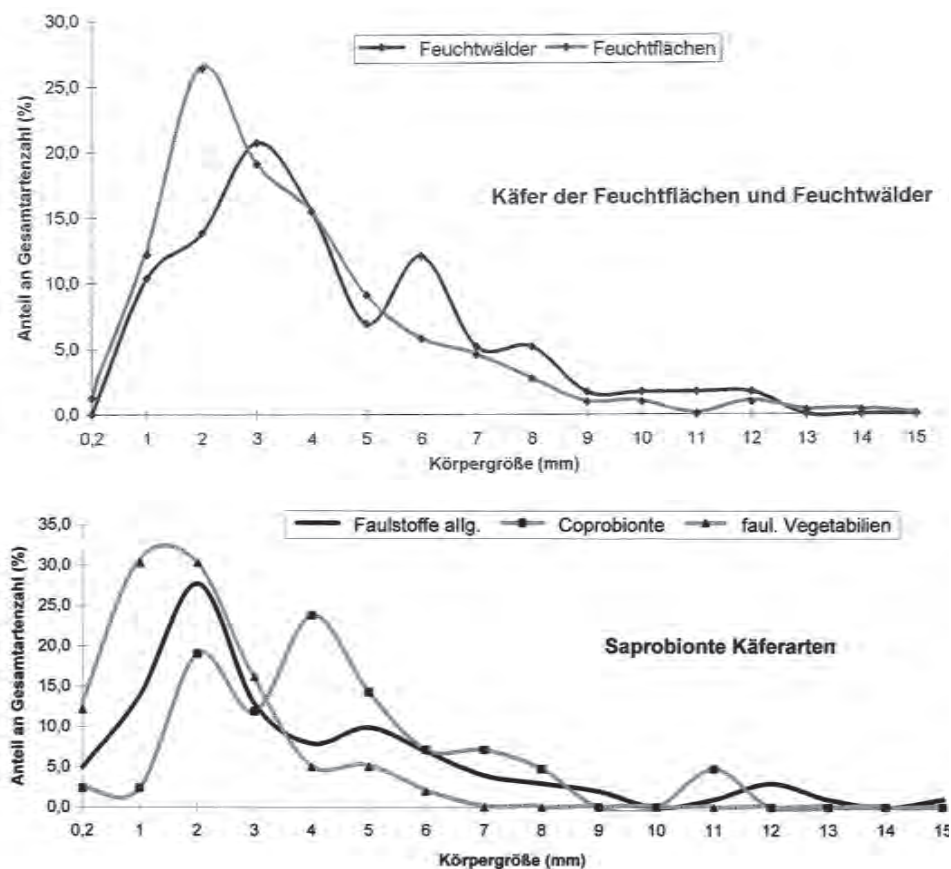 30,0
25,0
20,0
15,0
10,0
5,0
0,0
Anteil an Gesamtartenzahl (%)
Feuchtwälder Feuchtflächen
Käfer der Feuchtflächen und Feuchtwälder
0,2 1 2 3 4 5 6 7 8 9 10 11 12 13 14 15
Körpergröße (mm)
35,0
30,0
25,0
20,0
15,0
10,0
5,0
0,0
Anteil an Gesamtartenzahl (%)
Faulstoffe allg. Coprobionte faul. Vegetabilien
Saprobionte Käferarten
0,2 1 2 3 4 5 6 7 8 9 10 11 12 13 14 15
Körpergröße (mm)